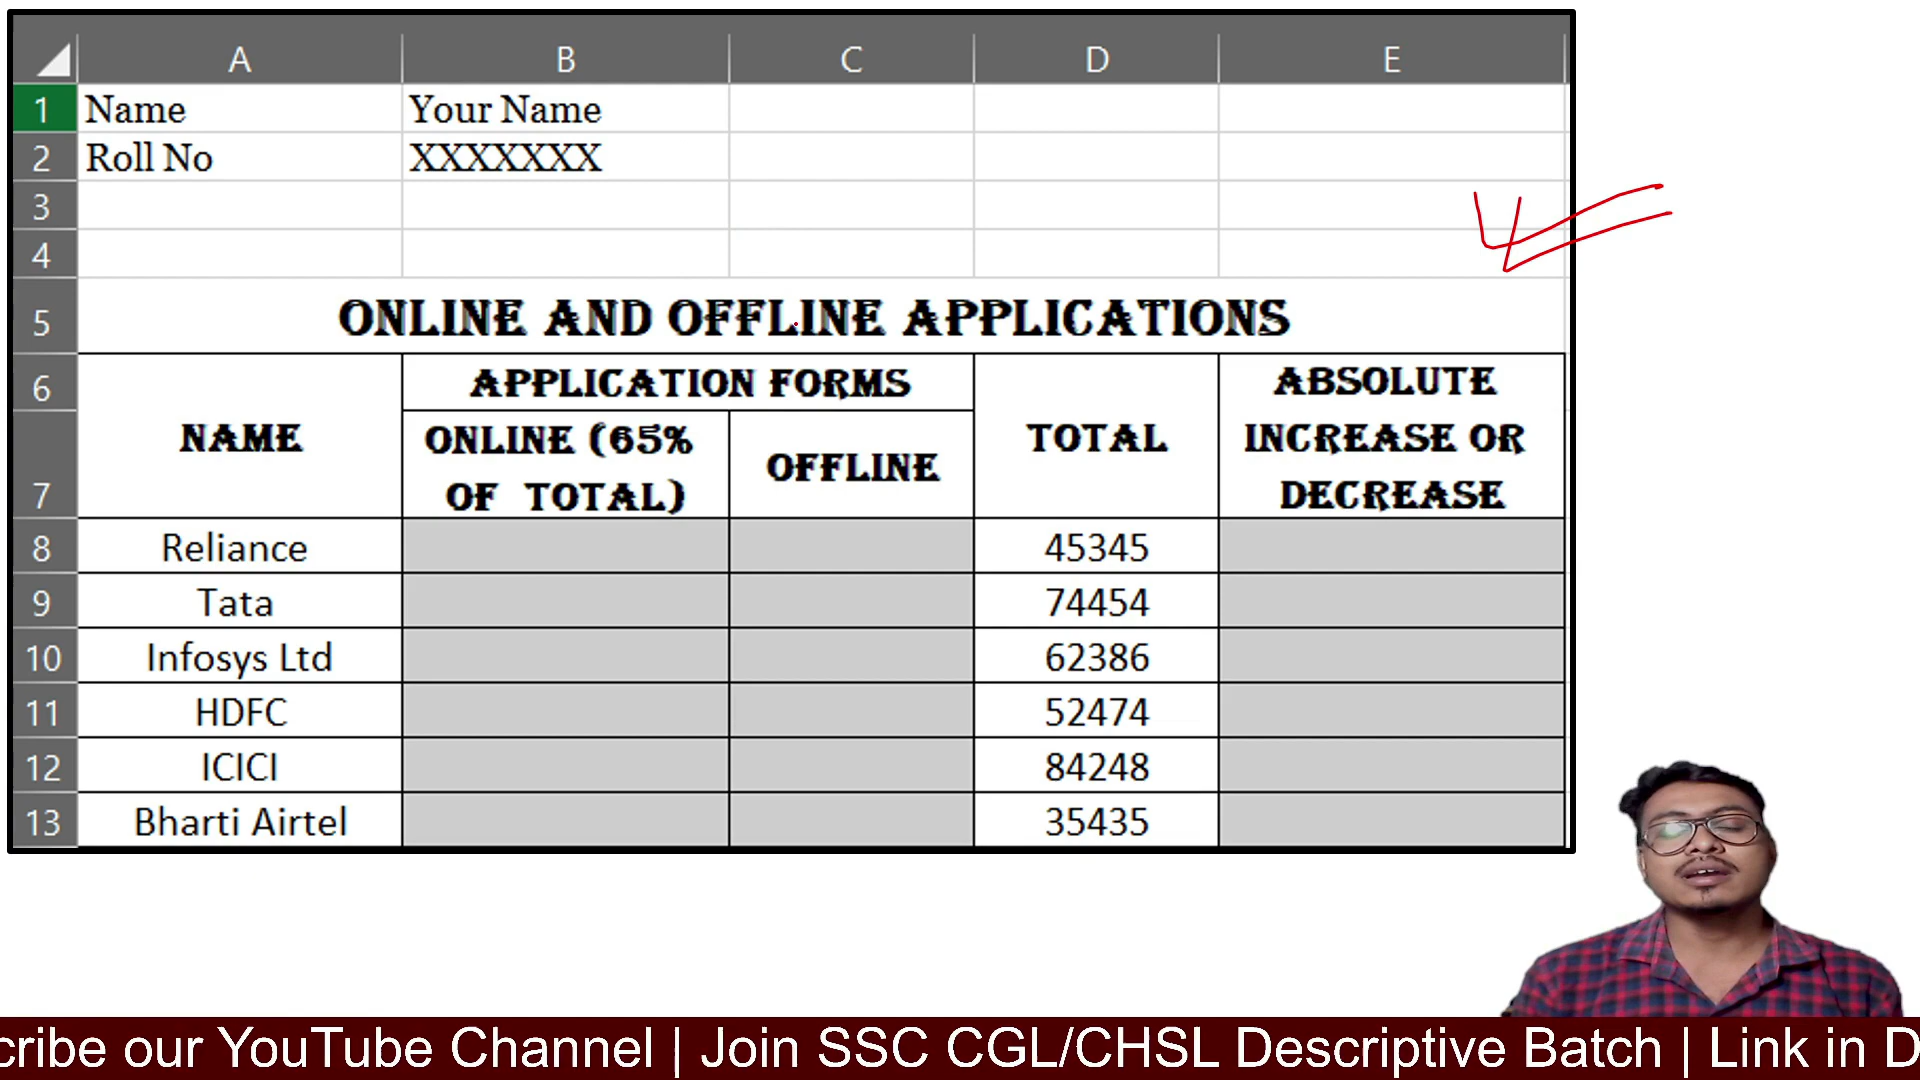 A B C D E
1 Name Your Name
2 Roll No XXXXXXX
3
4
5 ONLINE AND OFFLINE APPLICATIONS
6 APPLICATION FORMS
7
NAME
ONLINE (65%
OF TOTAL)
OFFLINE
TOTAL
ABSOLUTE
INCREASE OR
DECREASE
8 Reliance 45345
9 Tata 74454
10 Infosys Ltd 62386
11 HDFC 52474
12 ICICI 84248
13 Bharti Airtel 35435
cribe our YouTube Channel | Join SSC CGL/CHSL Descriptive Batch | Link in D